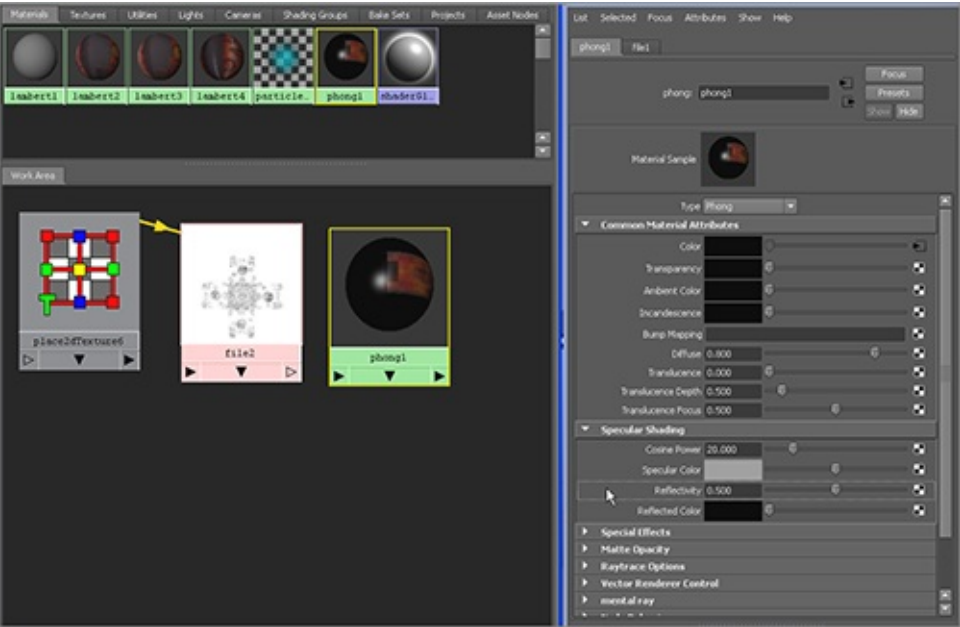 Materials Textures Utilities Lights Cameras Shading Groups Bake Sets Projects Asset Nodes
lambert1 lambert2 lambert3 lambert4 particle... phong1 shaderGl...
Work Area
place2dTexture6
file2
phong1
List Selected Focus Attributes Show Help
phong1 file1
phong: phong1
Focus
Presets
Show Hide
Material Sample
Type Phong
Common Material Attributes
Color
Transparency
Ambient Color
Incandescence
Bump Mapping
Diffuse 0.800
Translucence 0.000
Translucence Depth 0.500
Translucence Focus 0.500
Specular Shading
Cosine Power 20.000
Specular Color
Reflectivity 0.500
Reflected Color
Special Effects
Matte Opacity
Raytrace Options
Vector Renderer Control
mental ray